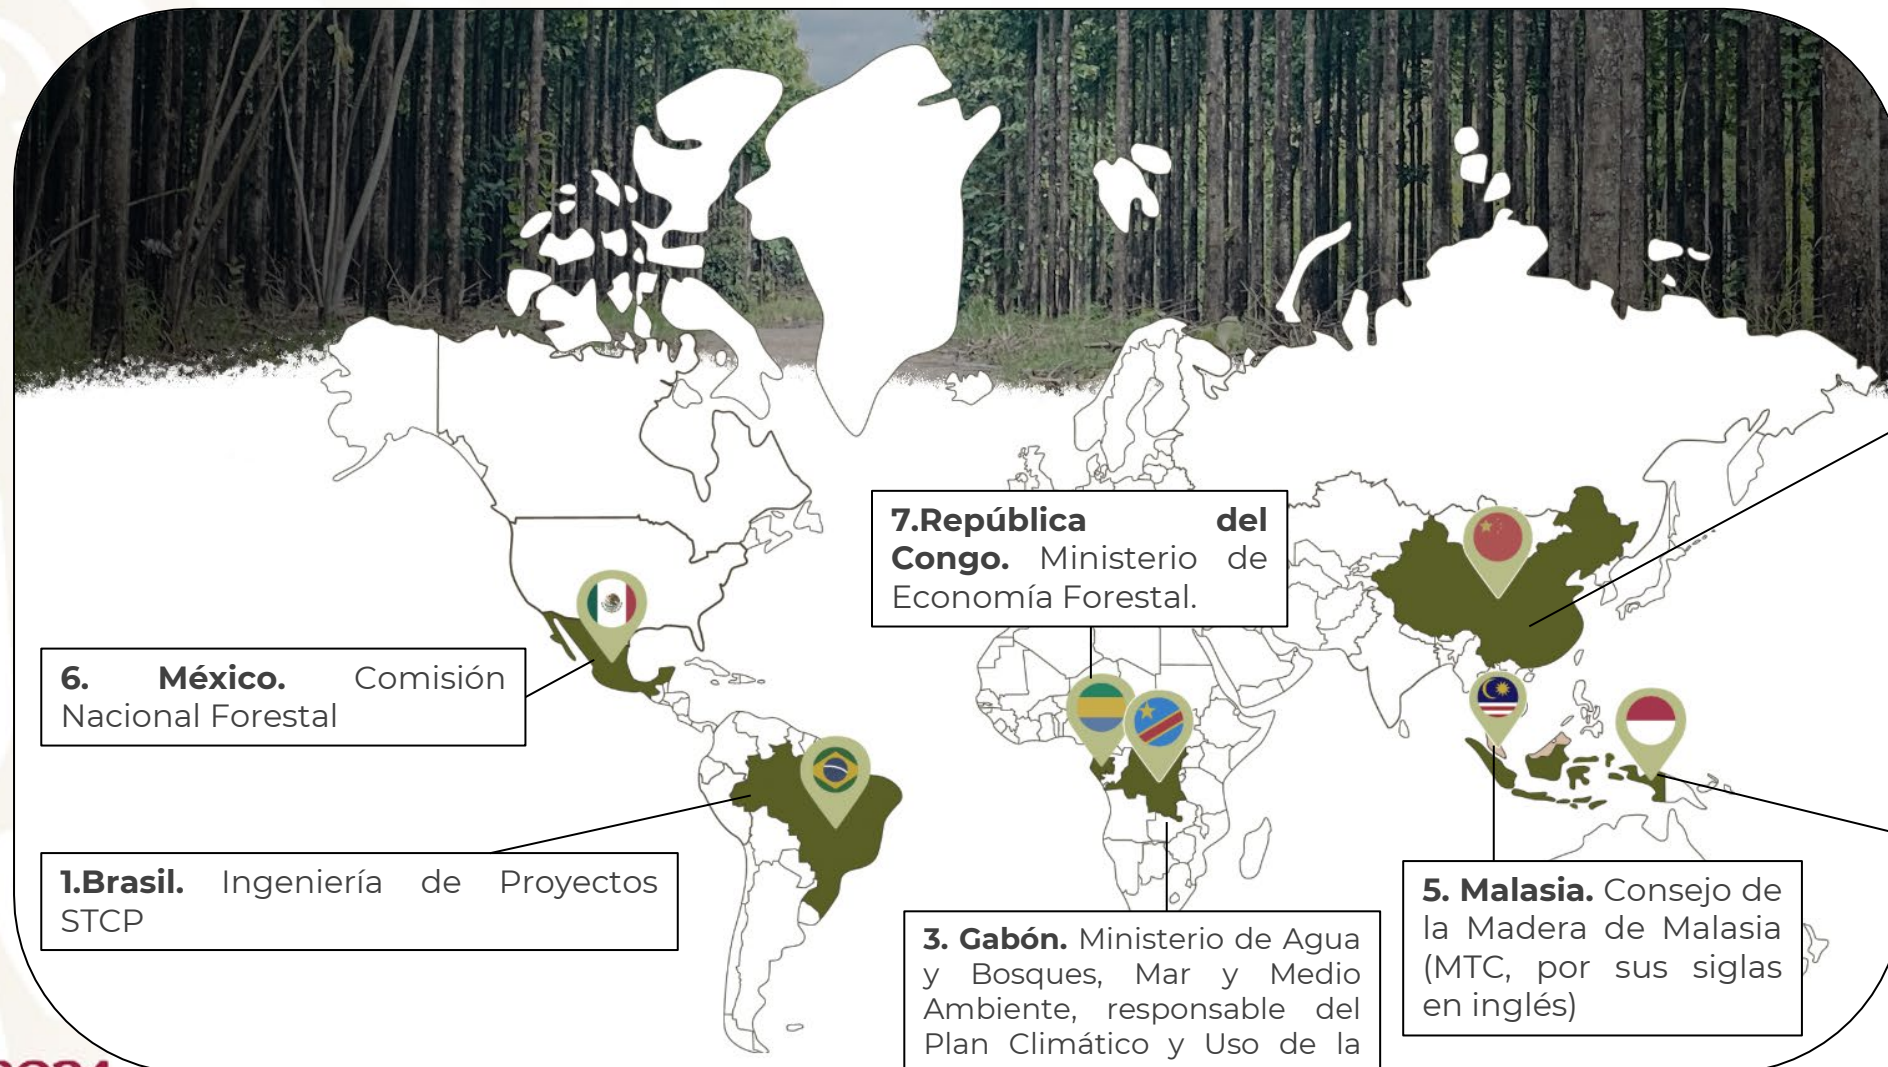 7.República del
Congo. Ministerio de
Economía Forestal.
6. México. Comisión
Nacional Forestal
1.Brasil. Ingeniería de Proyectos
STCP
3. Gabón. Ministerio de Agua
y Bosques, Mar y Medio
Ambiente, responsable del
Plan Climático y Uso de la
5. Malasia. Consejo de
la Madera de Malasia
(MTC, por sus siglas
en inglés)